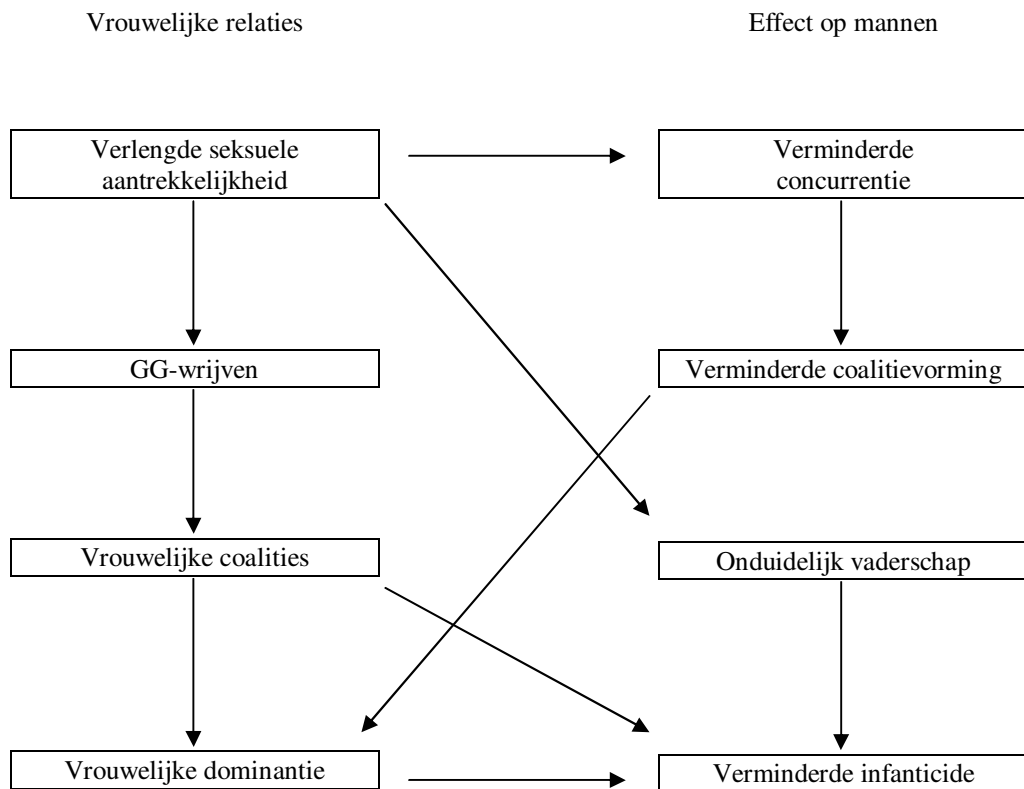 Vrouwelijke relaties
Effect op mannen
Verlengde seksuele
aantrekkelijkheid
Verminderde
concurrentie
GG-wrijven
Verminderde coalitievorming
Vrouwelijke coalities
Onduidelijk vaderschap
Vrouwelijke dominantie
Verminderde infanticide